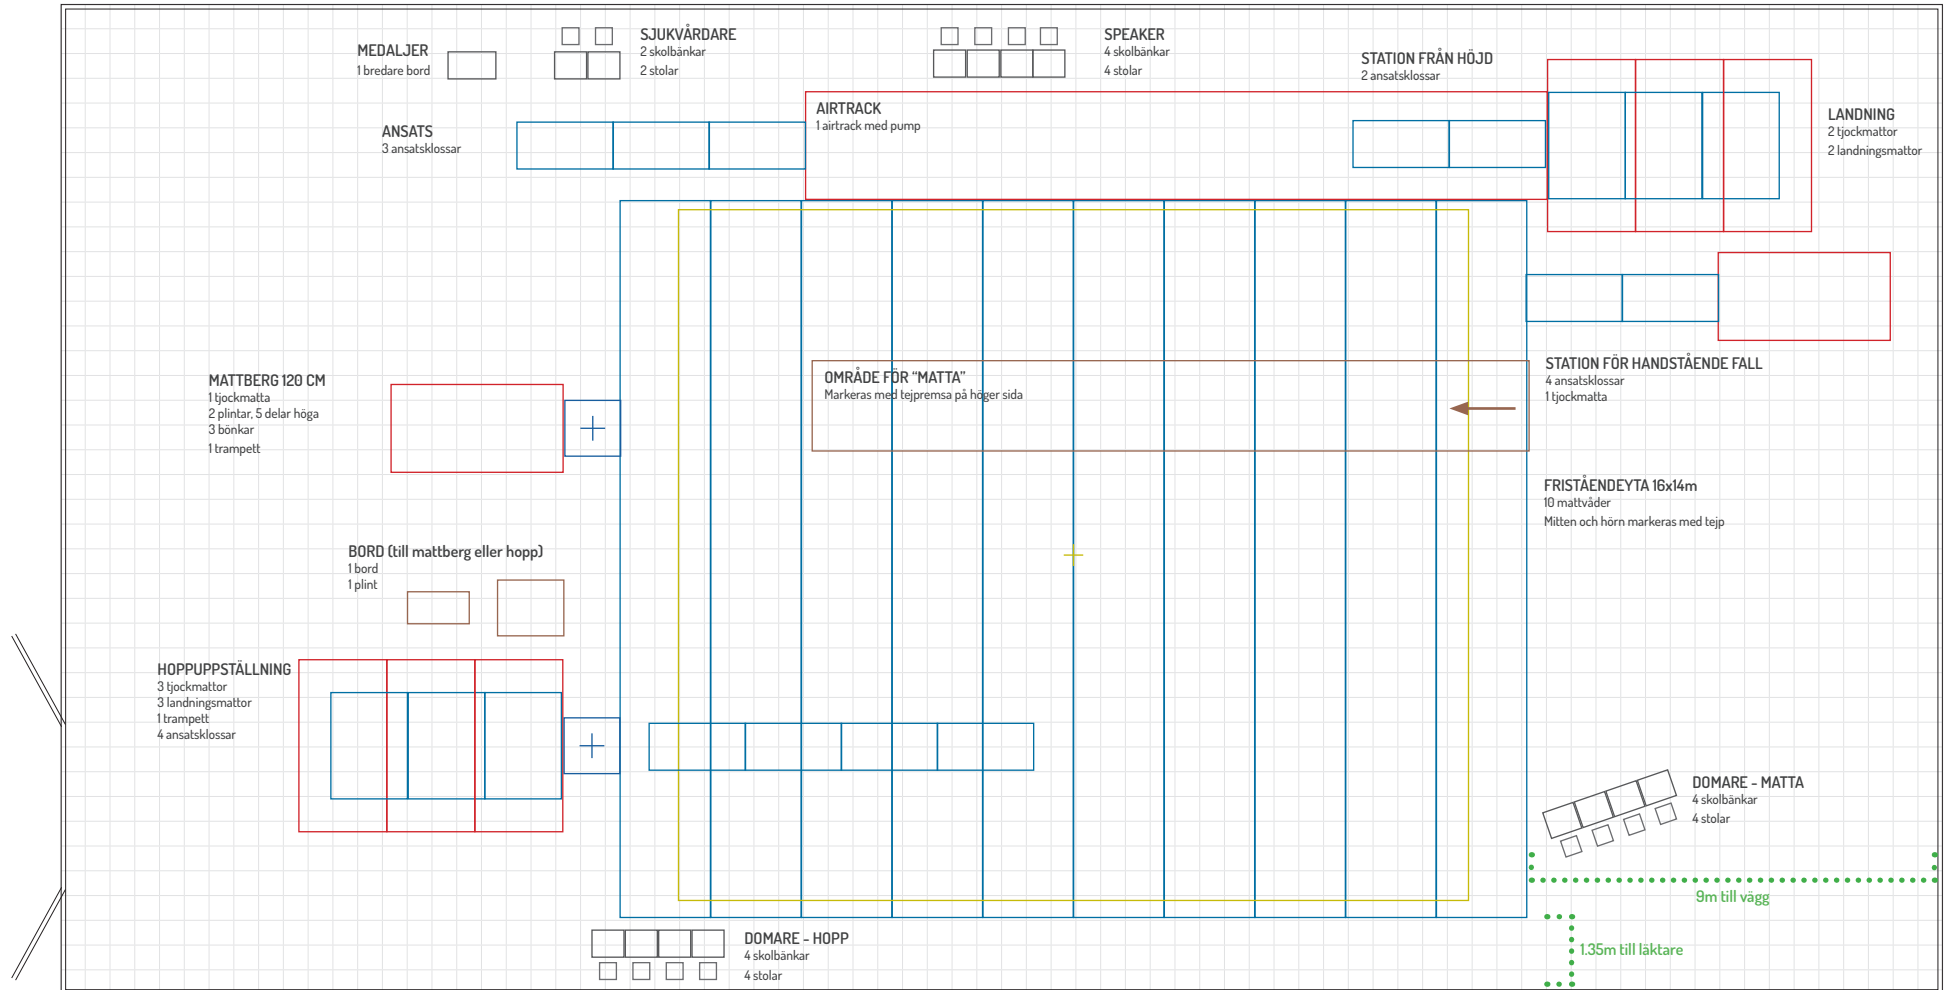 MEDALJER
1 bredare bord
SJUKVÅRDARE
2 skolbänkar
2 stolar
SPEAKER
4 skolbänkar
4 stolar
STATION FRÅN HÖJD
2 ansatsklossar
ANSATS
3 ansatsklossar
AIRTRACK
1 airtrack med pump
LANDNING
2 tjockmattor
2 landningsmattor
MATTBERG 120 CM
1 tjockmatta
2 plintar, 5 delar höga
3 bönkar
1 trampett
OMRÅDE FÖR “MATTA”
Markeras med tejpremsa på höger sida
STATION FÖR HANDSTÅENDE FALL
4 ansatsklossar
1 tjockmatta
FRISTÅENDEYTA 16x14m
10 mattvåder
Mitten och hörn markeras med tejp
BORD (till mattberg eller hopp)
1 bord
1 plint
HOPPUPPSTÄLLNING
3 tjockmattor
3 landningsmattor
1 trampett
4 ansatsklossar
DOMARE - MATTA
4 skolbänkar
4 stolar
9m till vägg
DOMARE - HOPP
4 skolbänkar
4 stolar
1.35m till läktare